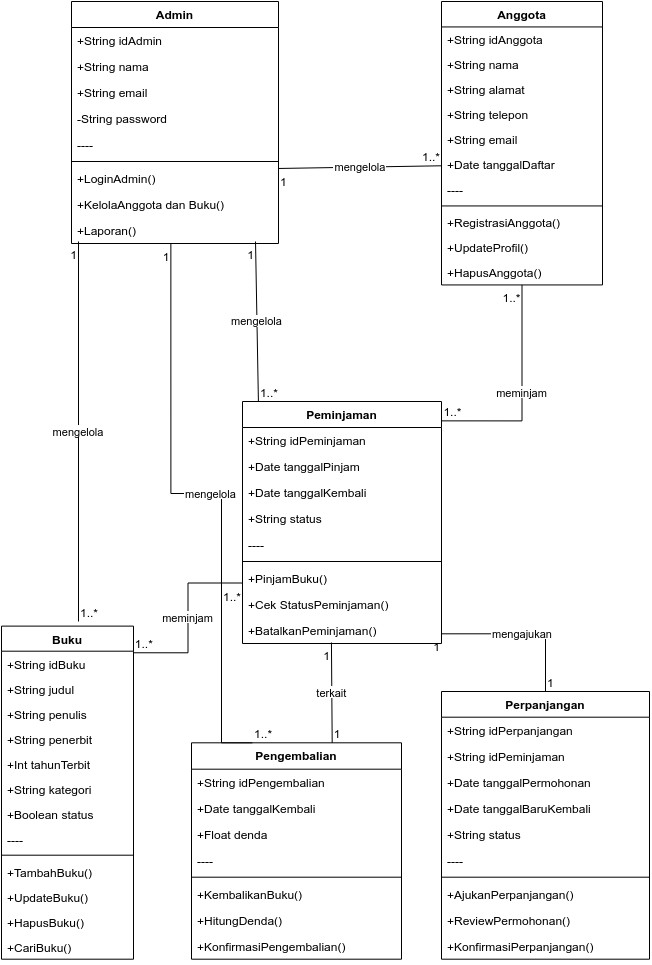 Admin
+String idAdmin
+String nama
+String email
-String password
----
+LoginAdmin()
+KelolaAnggota dan Buku()
+Laporan()
Anggota
+String idAnggota
+String nama
+String alamat
+String telepon
+String email
+Date tanggalDaftar
----
+RegistrasiAnggota()
+UpdateProfil()
+HapusAnggota()
1
mengelola
1..*
1
mengelola
1..*
1
mengelola
1..*
1
mengelola
1..*
1..*
meminjam
1..*
Peminjaman
+String idPeminjaman
+Date tanggalPinjam
+Date tanggalKembali
+String status
----
+PinjamBuku()
+Cek StatusPeminjaman()
+BatalkanPeminjaman()
1..*
meminjam
1..*
1
terkait
1
1
mengajukan
1
Buku
+String idBuku
+String judul
+String penulis
+String penerbit
+Int tahunTerbit
+String kategori
+Boolean status
----
+TambahBuku()
+UpdateBuku()
+HapusBuku()
+CariBuku()
Pengembalian
+String idPengembalian
+Date tanggalKembali
+Float denda
----
+KembalikanBuku()
+HitungDenda()
+KonfirmasiPengembalian()
Perpanjangan
+String idPerpanjangan
+String idPeminjaman
+Date tanggalPermohonan
+Date tanggalBaruKembali
+String status
----
+AjukanPerpanjangan()
+ReviewPermohonan()
+KonfirmasiPerpanjangan()